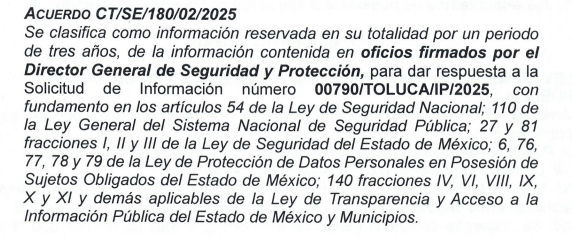 ACUERDO CT/SE/180/02/2025
Se clasifica como información reservada en su totalidad por un periodo
de tres años, de la información contenida en oficios firmados por el
Director General de Seguridad y Protección, para dar respuesta a la
Solicitud de Información número 00790/TOLUCA/IP/2025, con
fundamento en los artículos 54 de la Ley de Seguridad Nacional; 110 de
la Ley General del Sistema Nacional de Seguridad Pública; 27 y 81
fracciones I, II y III de la Ley de Seguridad del Estado de México; 6, 76,
77, 78 y 79 de la Ley de Protección de Datos Personales en Posesión de
Sujetos Obligados del Estado de México; 140 fracciones IV, VI, VIII, IX,
X y XI y demás aplicables de la Ley de Transparencia y Acceso a la
Información Pública del Estado de México y Municipios.